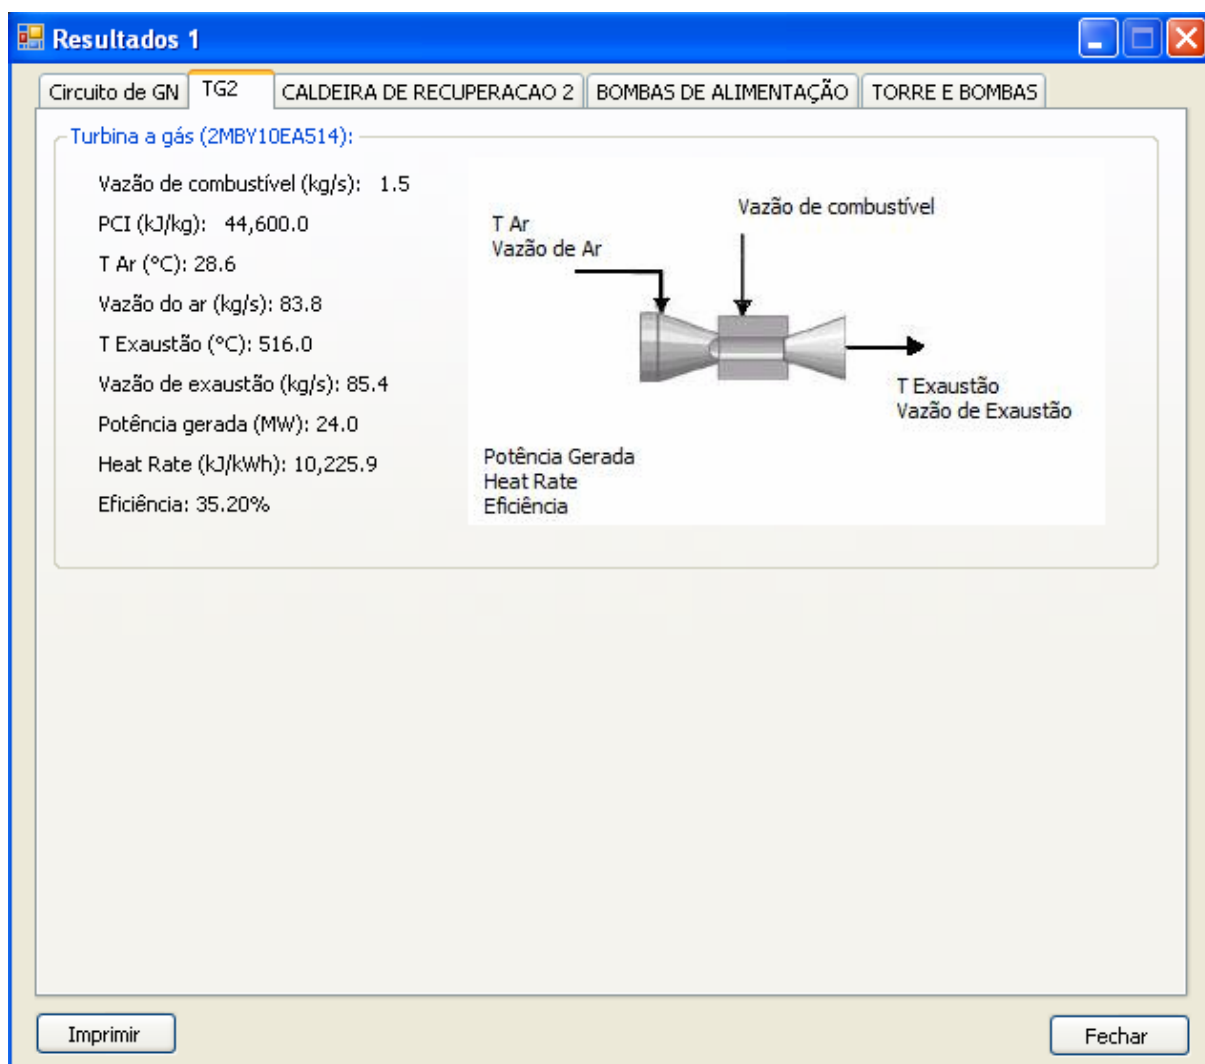 Resultados 1
Circuito de GN TG2 CALDEIRA DE RECUPERACAO 2 BOMBAS DE ALIMENTAÇÃO TORRE E BOMBAS
Turbina a gás (2MBY10EA514):
Vazão de combustível (kg/s): 1.5
PCI (kJ/kg): 44,600.0
T Ar (°C): 28.6
Vazão do ar (kg/s): 83.8
T Exaustão (°C): 516.0
Vazão de exaustão (kg/s): 85.4
Potência gerada (MW): 24.0
Heat Rate (kJ/kWh): 10,225.9
Eficiência: 35.20%
T Ar
Vazão de Ar
Vazão de combustível
T Exaustão
Vazão de Exaustão
Potência Gerada
Heat Rate
Eficiência
Imprimir
Fechar